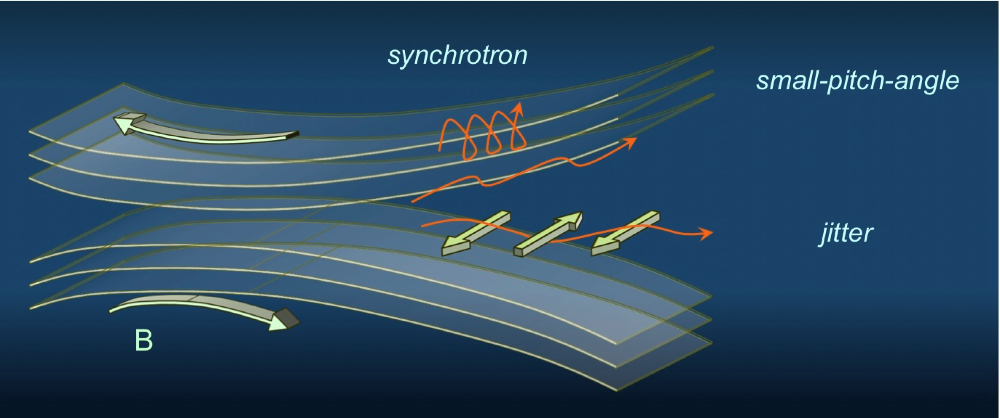 synchrotron
small-pitch-angle
jitter
B